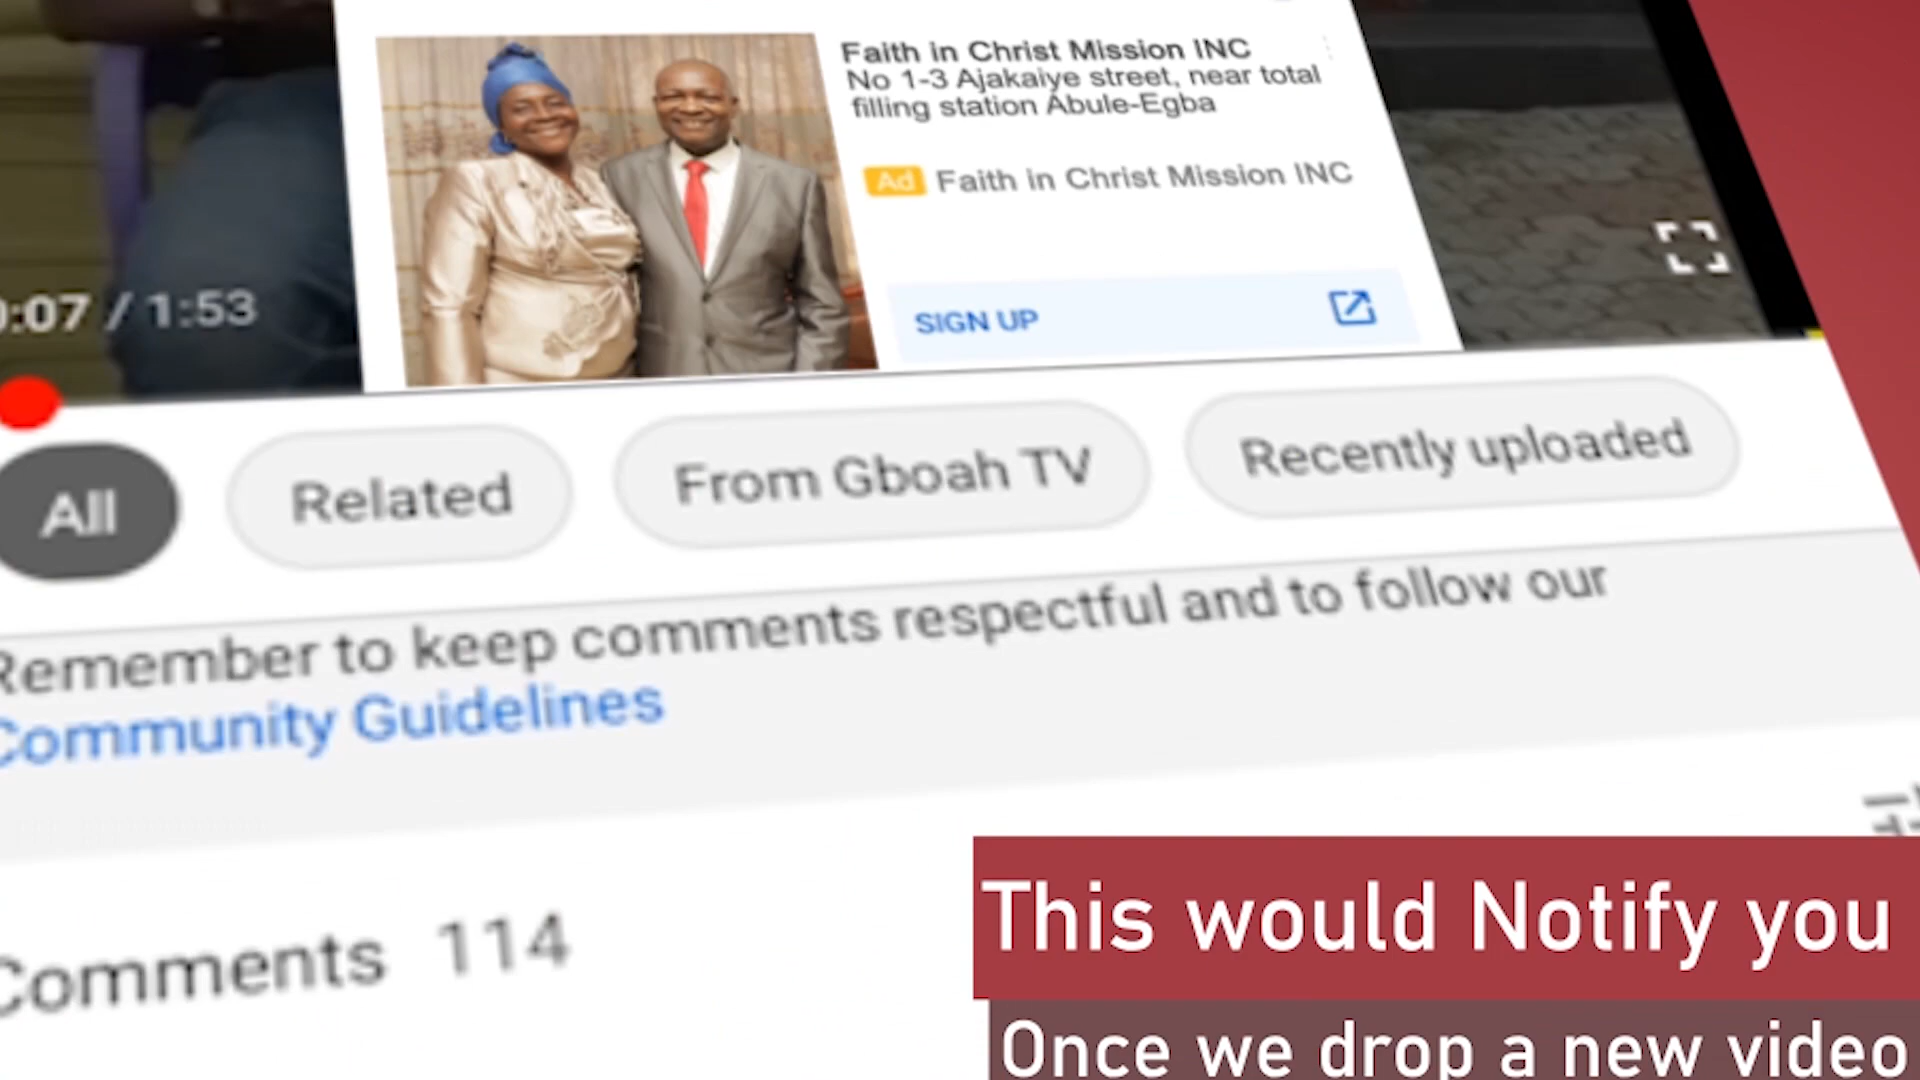 Faith in Christ Mission INC
No 1-3 Ajakaiye street, near total
filling station Abule-Egba
Ad Faith in Christ Mission INC
SIGN UP
0:07 / 1:53
All
Related
From Gboah TV
Recently uploaded
Remember to keep comments respectful and to follow our
Community Guidelines
Comments 114
This would Notify you
Once we drop a new video